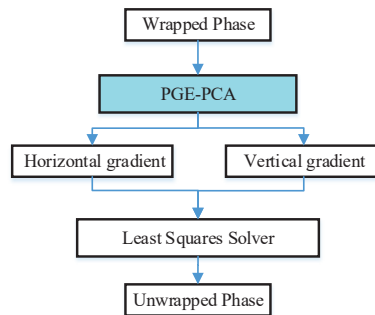 Wrapped Phase
PGE-PCA
Horizontal gradient
Vertical gradient
Least Squares Solver
Unwrapped Phase